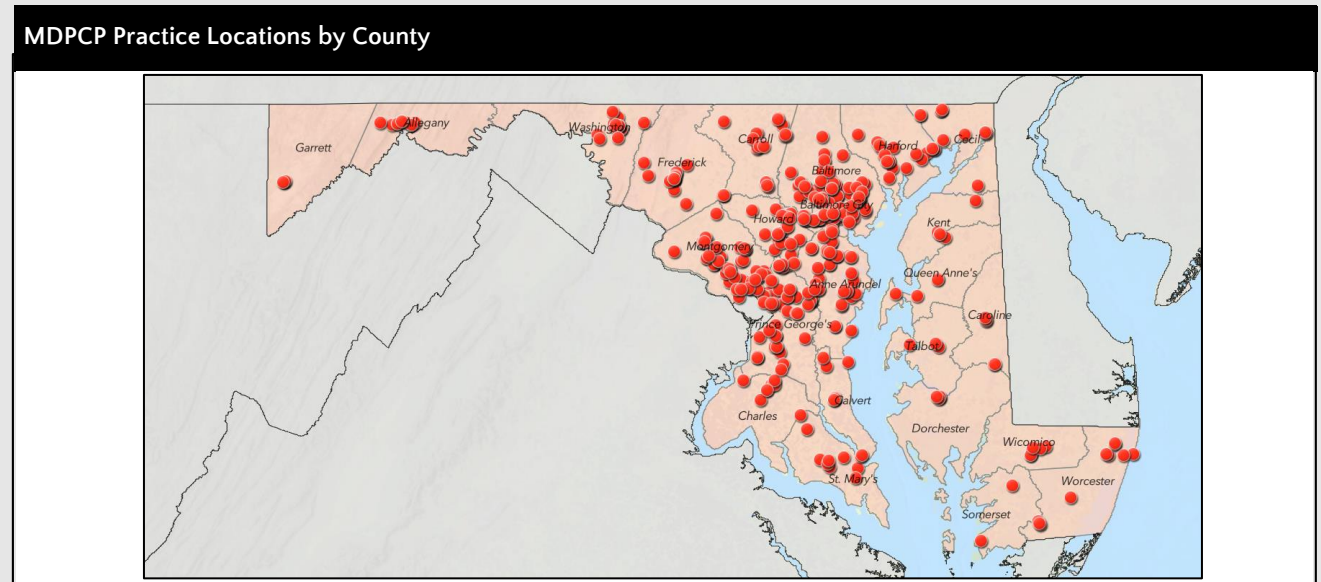 MDPCP Practice Locations by County
Allegany
Washington
Garrett
Carroll
Harford
Cecil
Frederick
Baltimore
Baltimore City
Howard
Kent
Montgomery
Queen Anne's
Anne Arundel
Caroline
Prince George's
Talbot
Calvert
Charles
Dorchester
Wicomico
St. Mary's
Worcester
Somerset